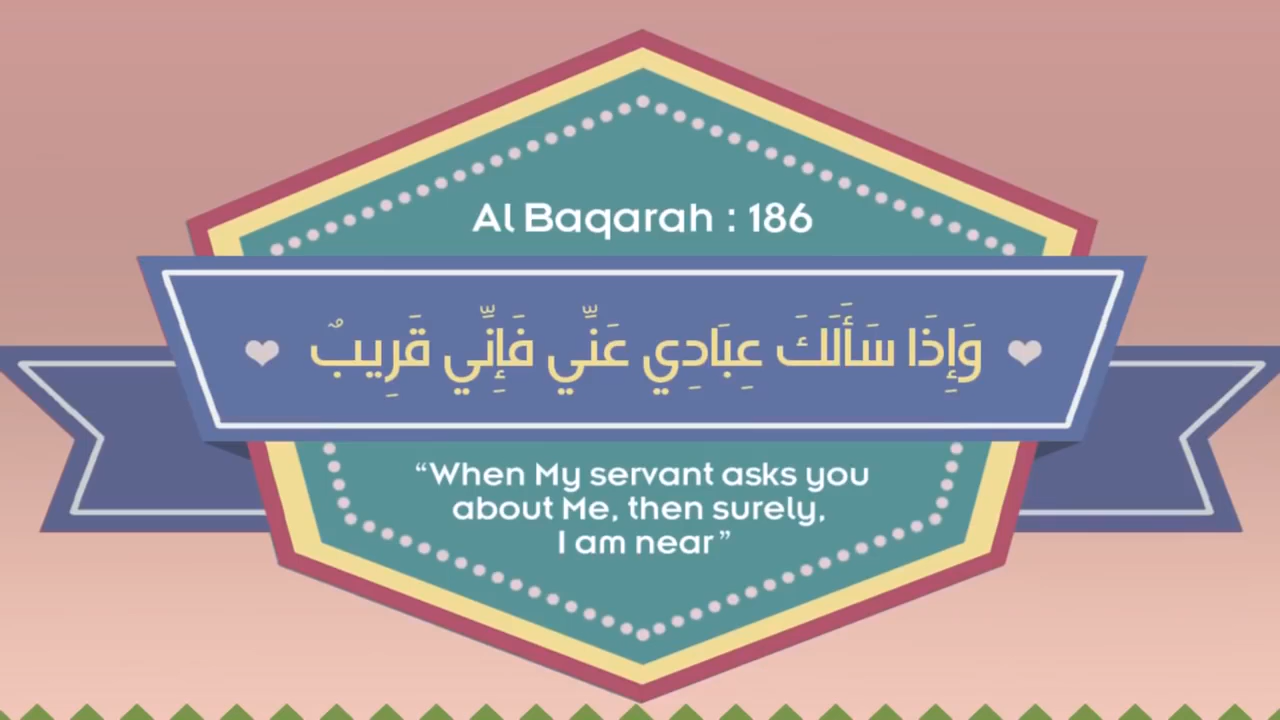 Al Baqarah : 186
وَإِذَا سَأَلَكَ عِبَادِي عَنِّي فَإِنِّي قَرِيبٌ
“When My servant asks you
about Me, then surely,
I am near”